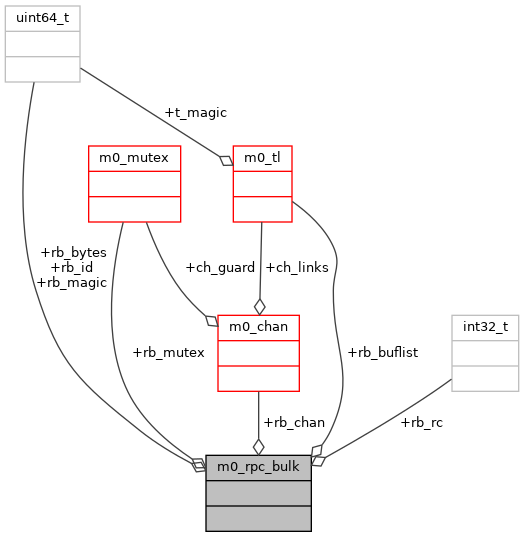 uint64_t
+t_magic
m0_mutex
m0_tl
+rb_bytes
+rb_id
+rb_magic
+ch_guard
+ch_links
m0_chan
int32_t
+rb_mutex
+rb_buflist
+rb_chan
+rb_rc
m0_rpc_bulk